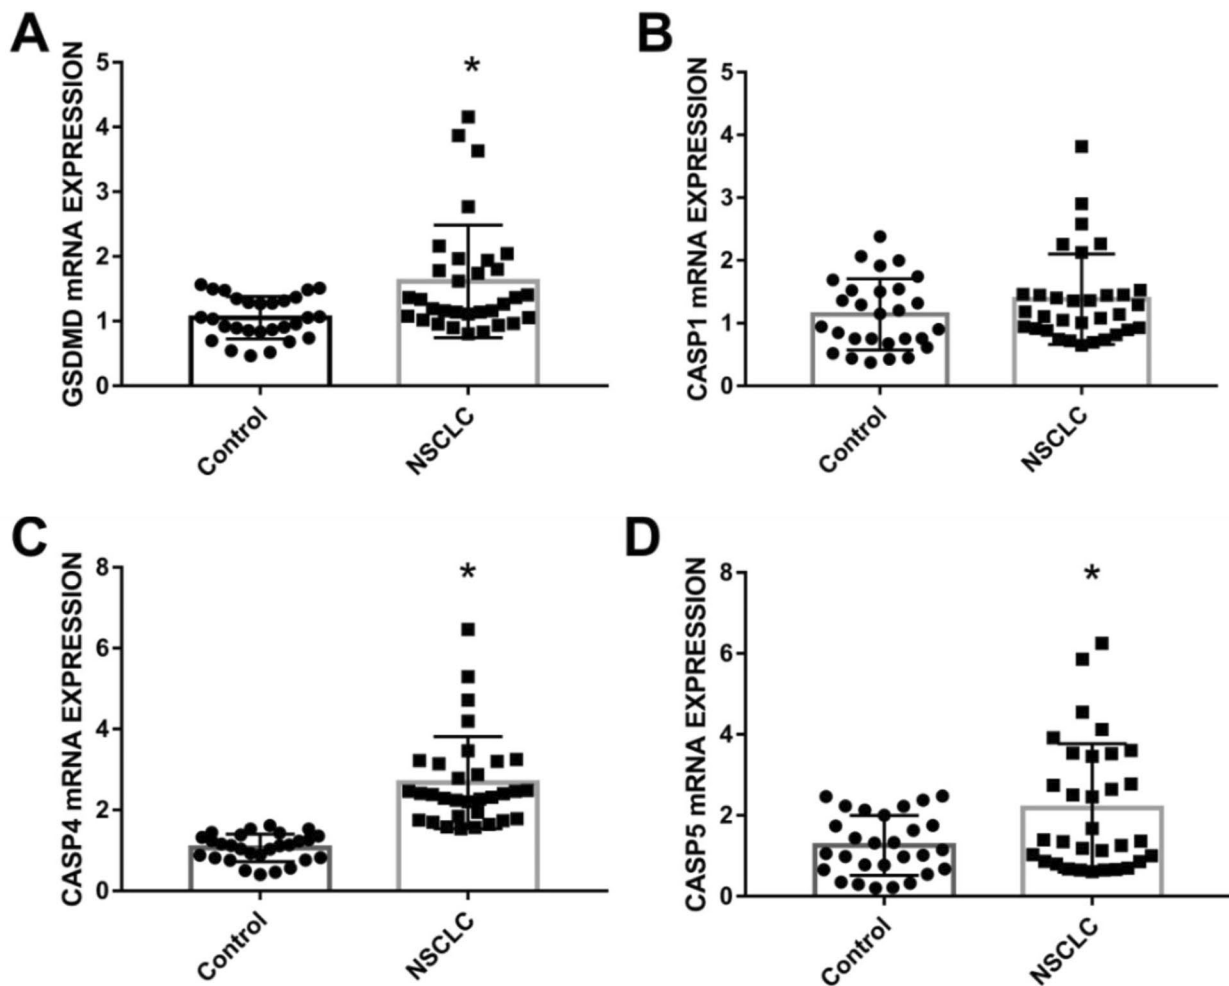 A
GSDMD mRNA EXPRESSION
5
4
3
2
1
0
*
Control
NSCLC
B
CASP1 mRNA EXPRESSION
5
4
3
2
1
0
Control
NSCLC
C
CASP4 mRNA EXPRESSION
8
6
4
2
0
*
Control
NSCLC
D
CASP5 mRNA EXPRESSION
8
6
4
2
0
*
Control
NSCLC